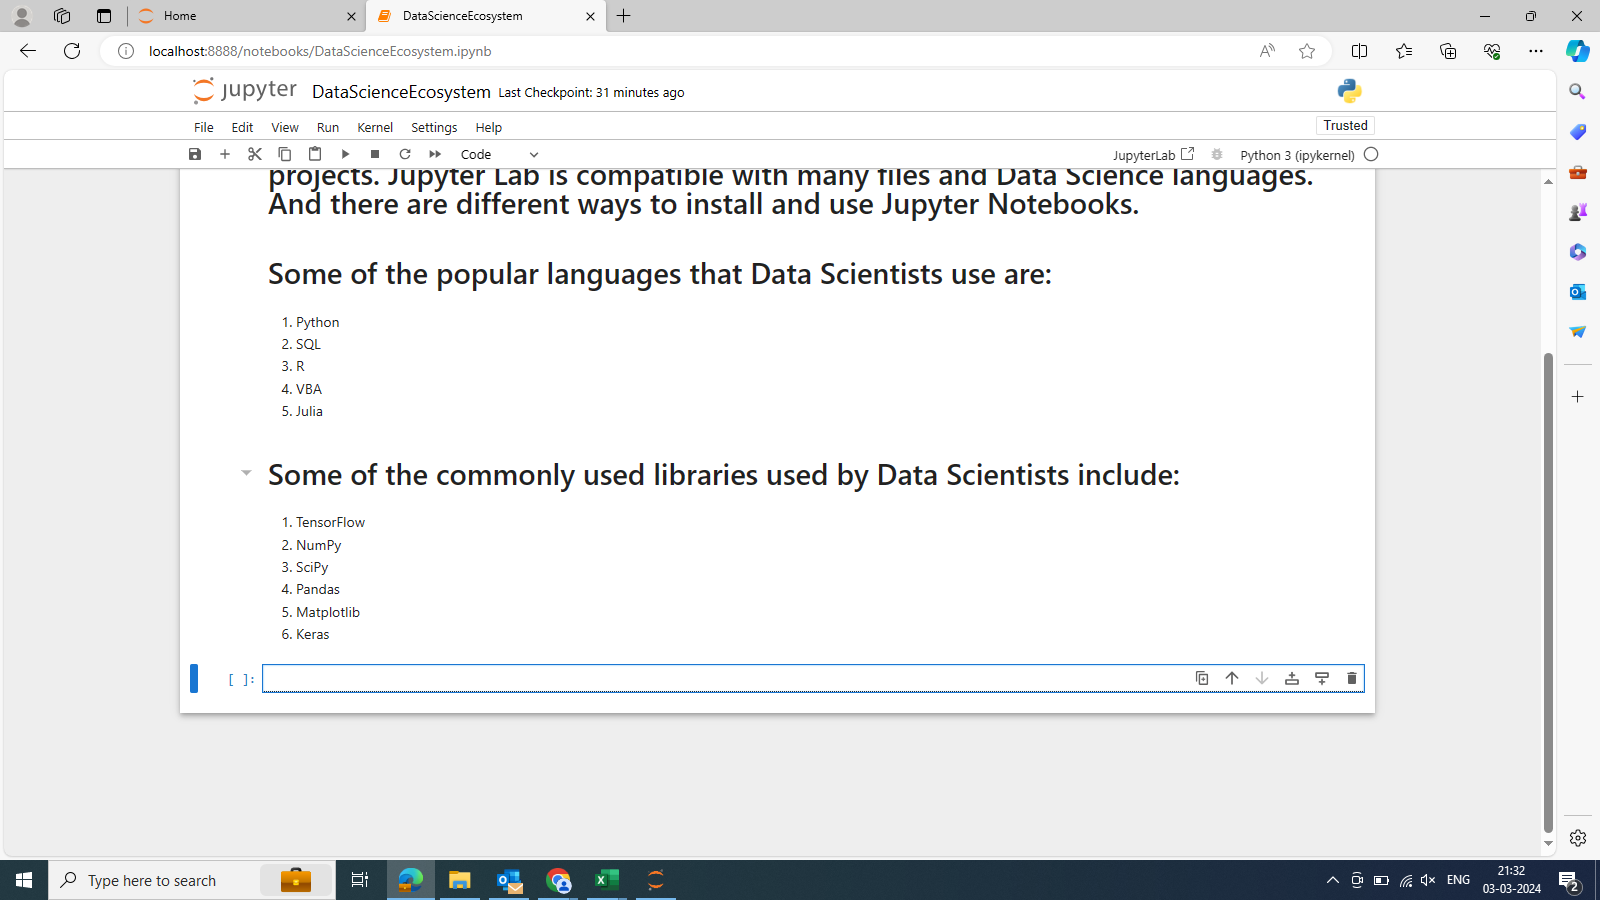 Home
DataScienceEcosystem
localhost:8888/notebooks/DataScienceEcosystem.ipynb
jupyter DataScienceEcosystem Last Checkpoint: 31 minutes ago
File Edit View Run Kernel Settings Help
Trusted
Code
JupyterLab
Python 3 (ipykernel)
projects. Jupyter Lab is compatible with many files and Data Science languages.
And there are different ways to install and use Jupyter Notebooks.
Some of the popular languages that Data Scientists use are:
1. Python
2. SQL
3. R
4. VBA
5. Julia
Some of the commonly used libraries used by Data Scientists include:
1. TensorFlow
2. NumPy
3. SciPy
4. Pandas
5. Matplotlib
6. Keras
[ ]:
Type here to search
ENG
21:32
03-03-2024
2